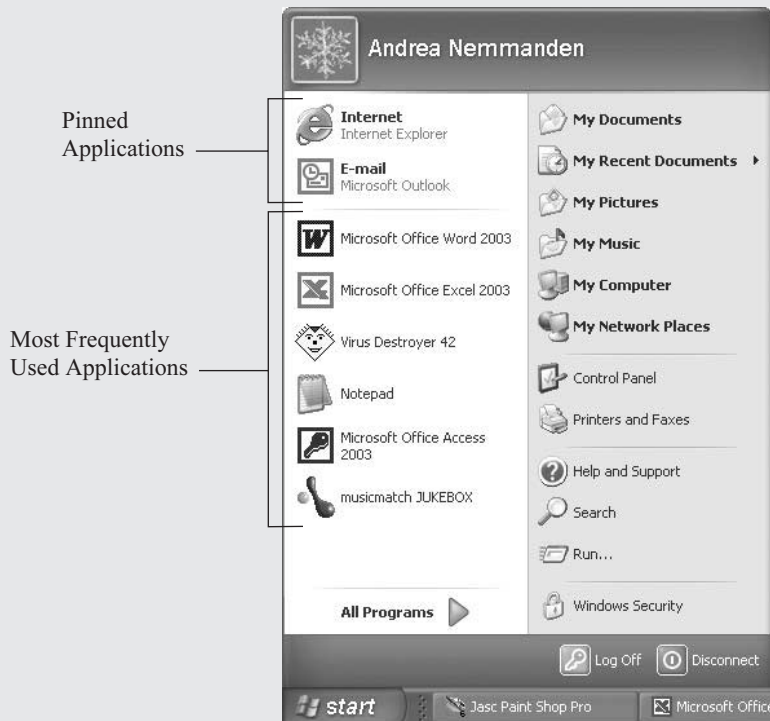 Andrea Nemmanden
Pinned
Applications
Internet
Internet Explorer
E-mail
Microsoft Outlook
Most Frequently
Used Applications
Microsoft Office Word 2003
Microsoft Office Excel 2003
Virus Destroyer 42
Notepad
Microsoft Office Access
2003
musicmatch JUKEBOX
All Programs
My Documents
My Recent Documents
My Pictures
My Music
My Computer
My Network Places
Control Panel
Printers and Faxes
Help and Support
Search
Run...
Windows Security
Log Off
Disconnect
start
Jasc Paint Shop Pro
Microsoft Office